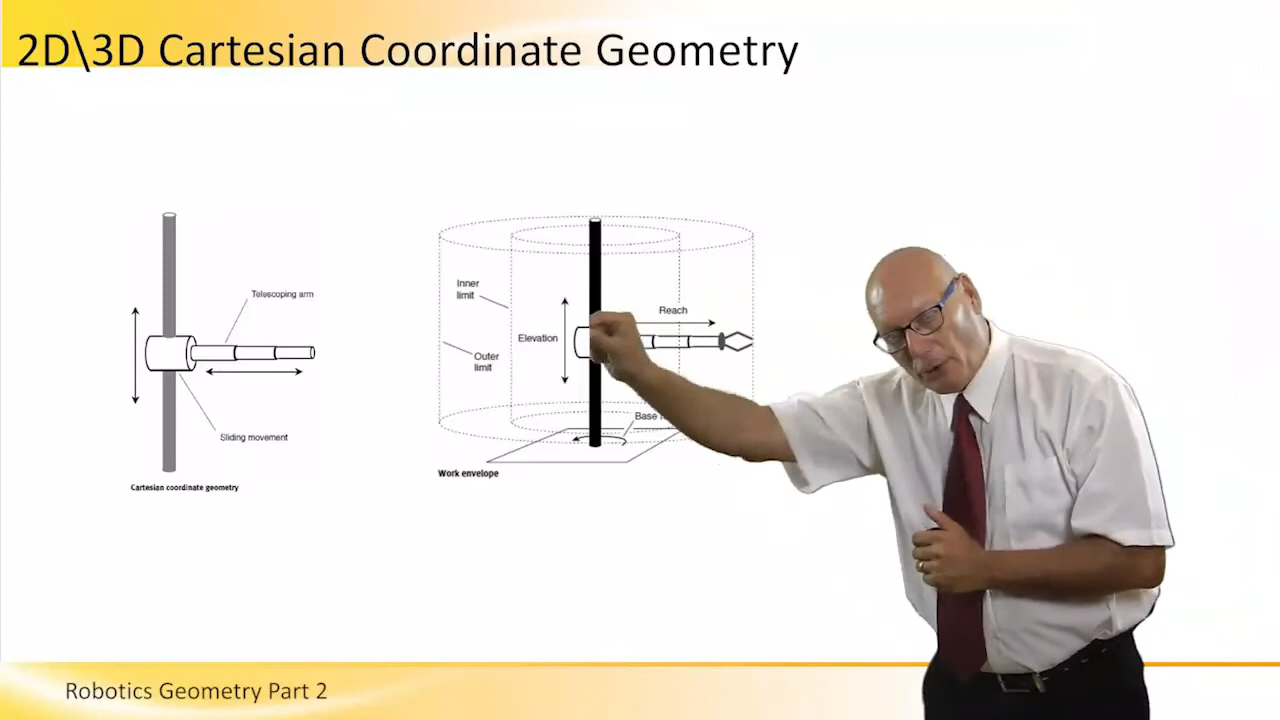 2D\3D Cartesian Coordinate Geometry
Telescoping arm
Sliding movement
Cartesian coordinate geometry
Inner
limit
Outer
limit
Elevation
Reach
Base
Work envelope
Robotics Geometry Part 2